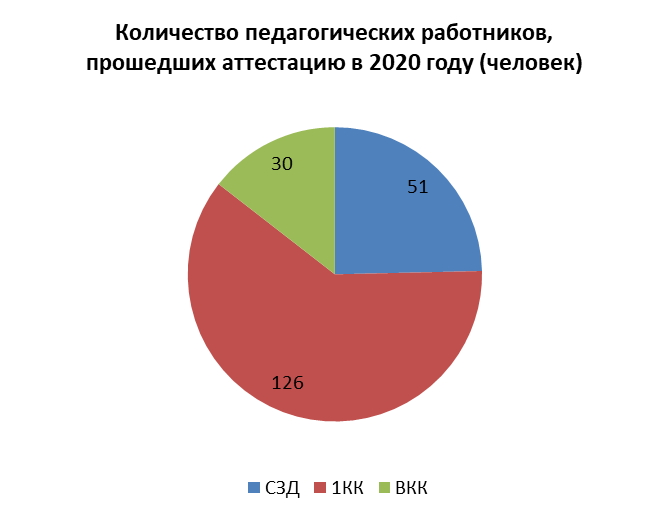 Количество педагогических работников,
прошедших аттестацию в 2020 году (человек)
30
51
126
СЗД 1КК ВКК